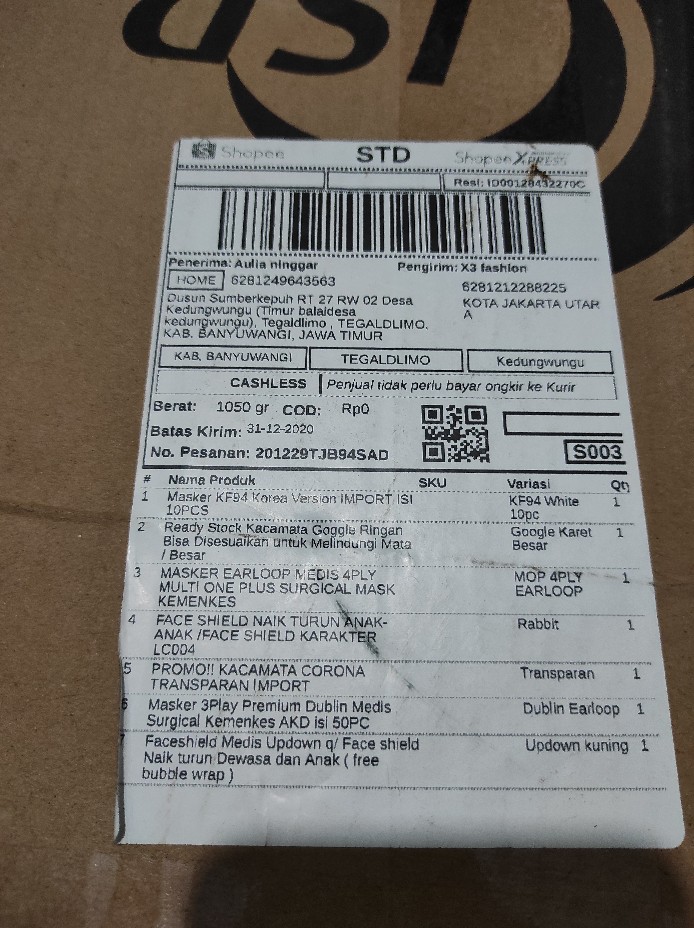 Shopee STD Shopee XPRESS
Resi: ID00128432270C
Penerima: Aulia ninggar Pengirim: X3 fashion
HOME 6281249643563 6281212288225
Dusun Sumberkepuh RT 27 RW 02 Desa KOTA JAKARTA UTAR
Kedungwungu (Timur balaidesa A
kedungwungu), Tegaldlimo , TEGALDLIMO,
KAB. BANYUWANGI, JAWA TIMUR
KAB. BANYUWANGI TEGALDLIMO Kedungwungu
CASHLESS Penjual tidak perlu bayar ongkir ke Kurir
Berat: 1050 gr COD: Rp0
Batas Kirim: 31-12-2020
No. Pesanan: 201229TJB94SAD S003
# Nama Produk SKU Variasi Qty
1 Masker KF94 Korea Version IMPORT ISI KF94 White 1
10PCS 10pc
2 Ready Stock Kacamata Goggle Ringan Google Karet 1
Bisa Disesuaikan untuk Melindungi Mata Besar
/ Besar
3 MASKER EARLOOP MEDIS 4PLY MOP 4PLY 1
MULTI ONE PLUS SURGICAL MASK EARLOOP
KEMENKES
4 FACE SHIELD NAIK TURUN ANAK- Rabbit 1
ANAK /FACE SHIELD KARAKTER
LC004
5 PROMO!! KACAMATA CORONA Transparan 1
TRANSPARAN IMPORT
6 Masker 3Play Premium Dublin Medis Dublin Earloop 1
Surgical Kemenkes AKD isi 50PC
7 Faceshield Medis Updown q/ Face shield Updown kuning 1
Naik turun Dewasa dan Anak ( free
bubble wrap )